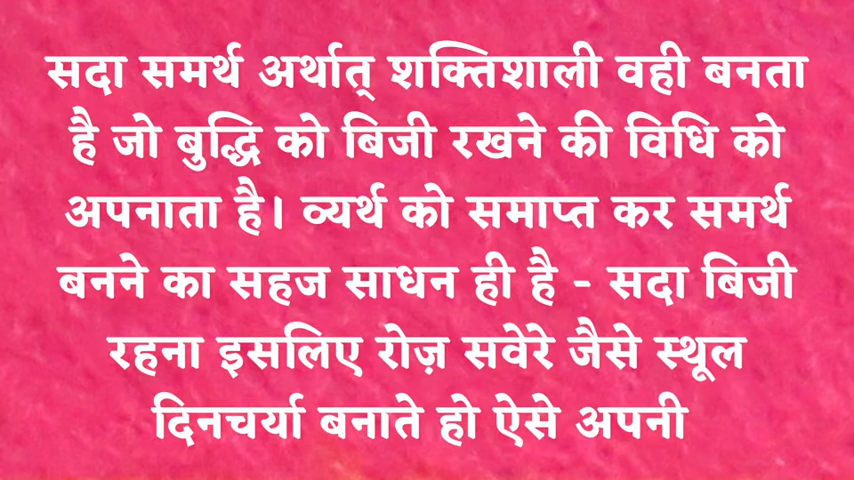 सदा समर्थ अर्थात् शक्तिशाली वही बनता
है जो बुद्धि को बिजी रखने की विधि को
अपनाता है। व्यर्थ को समाप्त कर समर्थ
बनने का सहज साधन ही है - सदा बिजी
रहना इसलिए रोज़ सवेरे जैसे स्थूल
दिनचर्या बनाते हो ऐसे अपनी